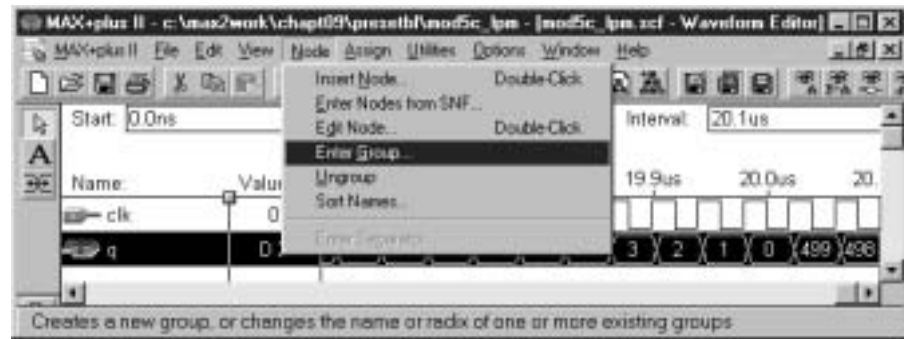 MAX+plus II - c:\max2work\chapt09\presettbl\mod5c_lpm - [mod5c_lpm.scf - Waveform Editor]
MAX+plus II File Edit View Node Assign Utilities Options Window Help
Insert Node... Double-Click
Enter Nodes from SNF...
Edit Node... Double-Click
Enter Group...
Ungroup
Sort Names...
Enter Separator
Start: 0.0ns Interval: 20.1us
Name: Valu 19.9us 20.0us 20.
clk 0
q D 3 2 1 0 499 498
Creates a new group, or changes the name or radix of one or more existing groups